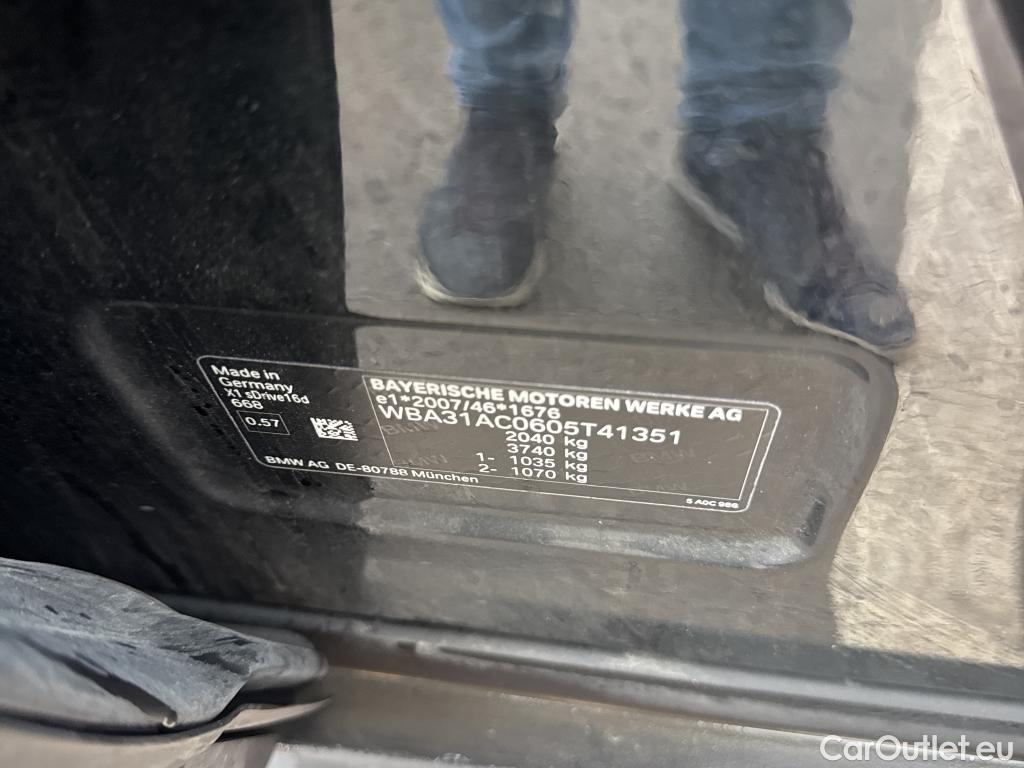 Made in
Germany
X1 sDrive16d
668
0.57
BAYERISCHE MOTOREN WERKE AG
e1*2007/46*1676
WBA31AC0605T41351
2040 kg
3740 kg
1- 1035 kg
2- 1070 kg
BMW AG DE-80788 München
5 A0C 966
CarOutlet.eu